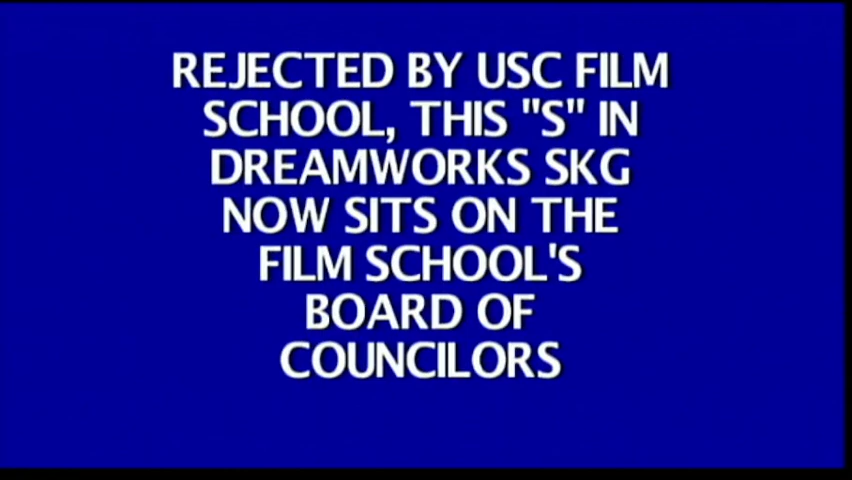 REJECTED BY USC FILM
SCHOOL, THIS "S" IN
DREAMWORKS SKG
NOW SITS ON THE
FILM SCHOOL'S
BOARD OF
COUNCILORS